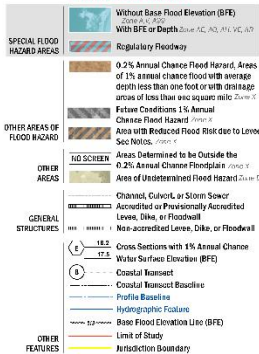 Without Base Flood Elevation (BFE)
Zone A, V, A99
With BFE or Depth Zone AE, AO, AH, VE, AR
SPECIAL FLOOD
HAZARD AREAS
Regulatory Floodway
0.2% Annual Chance Flood Hazard, Areas
of 1% annual chance flood with average
depth less than one foot or with drainage
areas of less than one square mile Zone X
Future Conditions 1% Annual
Chance Flood Hazard Zone X
Area with Reduced Flood Risk due to Levee
See Notes. Zone X
OTHER AREAS OF
FLOOD HAZARD
NO SCREEN
Areas Determined to be Outside the
0.2% Annual Chance Floodplain Zone X
Area of Undetermined Flood Hazard Zone D
OTHER
AREAS
Channel, Culvert, or Storm Sewer
Accredited or Provisionally Accredited
Levee, Dike, or Floodwall
Non-accredited Levee, Dike, or Floodwall
GENERAL
STRUCTURES
E 18.2
17.5
Cross Sections with 1% Annual Chance
Water Surface Elevation (BFE)
8 Coastal Transect
Coastal Transect Baseline
Profile Baseline
Hydrographic Feature
Base Flood Elevation Line (BFE)
Limit of Study
Jurisdiction Boundary
OTHER
FEATURES